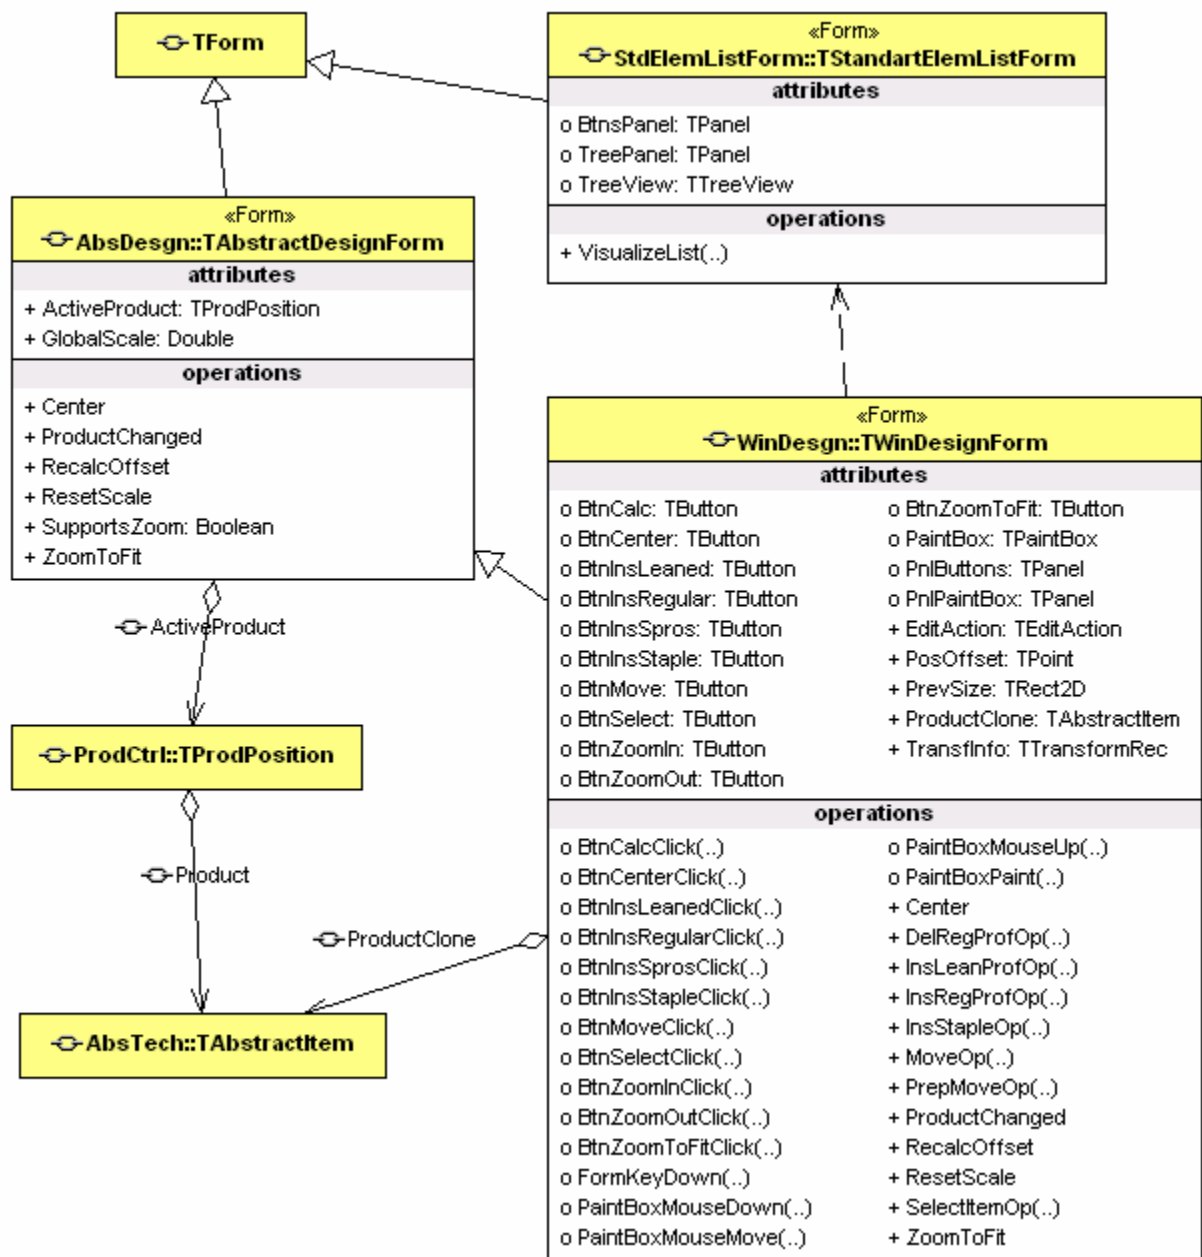 TForm
«Form»
StdElemListForm::TStandartElemListForm
attributes
o BtnsPanel: TPanel
o TreePanel: TPanel
o TreeView: TTreeView
operations
+ VisualizeList(..)
«Form»
AbsDesgn::TAbstractDesignForm
attributes
+ ActiveProduct: TProdPosition
+ GlobalScale: Double
operations
+ Center
+ ProductChanged
+ RecalcOffset
+ ResetScale
+ SupportsZoom: Boolean
+ ZoomToFit
ActiveProduct
ProdCtrl::TProdPosition
Product
ProductClone
AbsTech::TAbstractItem
«Form»
WinDesgn::TWinDesignForm
attributes
o BtnCalc: TButton
o BtnCenter: TButton
o BtnInsLeaned: TButton
o BtnInsRegular: TButton
o BtnInsSpros: TButton
o BtnInsStaple: TButton
o BtnMove: TButton
o BtnSelect: TButton
o BtnZoomIn: TButton
o BtnZoomOut: TButton
o BtnZoomToFit: TButton
o PaintBox: TPaintBox
o PnlButtons: TPanel
o PnlPaintBox: TPanel
+ EditAction: TEditAction
+ PosOffset: TPoint
+ PrevSize: TRect2D
+ ProductClone: TAbstractItem
+ TransfInfo: TTransformRec
operations
o BtnCalcClick(..)
o BtnCenterClick(..)
o BtnInsLeanedClick(..)
o BtnInsRegularClick(..)
o BtnInsSprosClick(..)
o BtnInsStapleClick(..)
o BtnMoveClick(..)
o BtnSelectClick(..)
o BtnZoomInClick(..)
o BtnZoomOutClick(..)
o BtnZoomToFitClick(..)
o FormKeyDown(..)
o PaintBoxMouseDown(..)
o PaintBoxMouseMove(..)
o PaintBoxMouseUp(..)
o PaintBoxPaint(..)
+ Center
+ DelRegProfOp(..)
+ InsLeanProfOp(..)
+ InsRegProfOp(..)
+ InsStapleOp(..)
+ MoveOp(..)
+ PrepMoveOp(..)
+ ProductChanged
+ RecalcOffset
+ ResetScale
+ SelectItemOp(..)
+ ZoomToFit